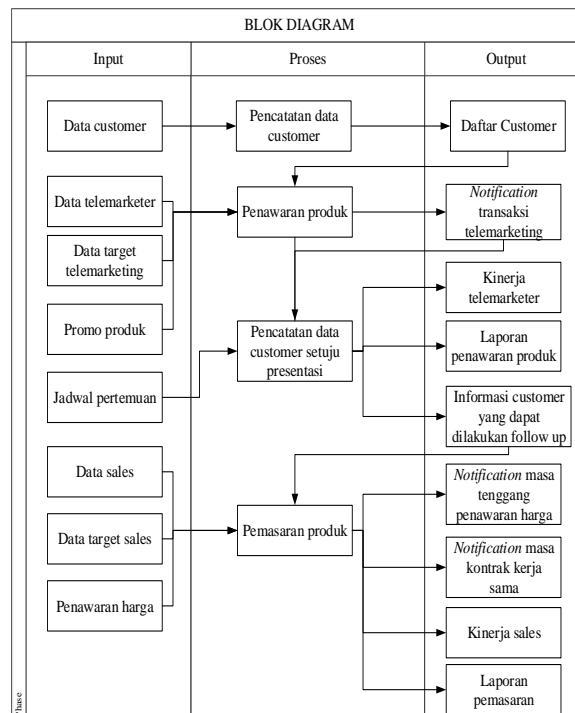 BLOK DIAGRAM
Input
Proses
Output
Data customer
Pencatatan data
customer
Daftar Customer
Data telemarketer
Penawaran produk
Notification
transaksi
telemarketing
Data target
telemarketing
Promo produk
Kinerja
telemarketer
Pencatatan data
customer setuju
presentasi
Laporan
penawaran produk
Jadwal pertemuan
Informasi customer
yang dapat
dilakukan follow up
Data sales
Notification masa
tenggang
penawaran harga
Data target sales
Pemasaran produk
Notification masa
kontrak kerja
sama
Penawaran harga
Kinerja sales
Laporan
pemasaran
Phase